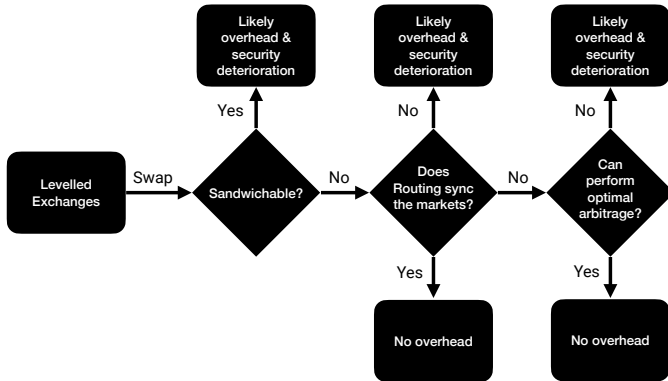 Likely
overhead &
security
deterioration
Likely
overhead &
security
deterioration
Likely
overhead &
security
deterioration
Yes
No
No
Levelled
Exchanges
Swap
Sandwichable?
No
Does
Routing sync
the markets?
No
Can
perform
optimal
arbitrage?
Yes
Yes
No overhead
No overhead